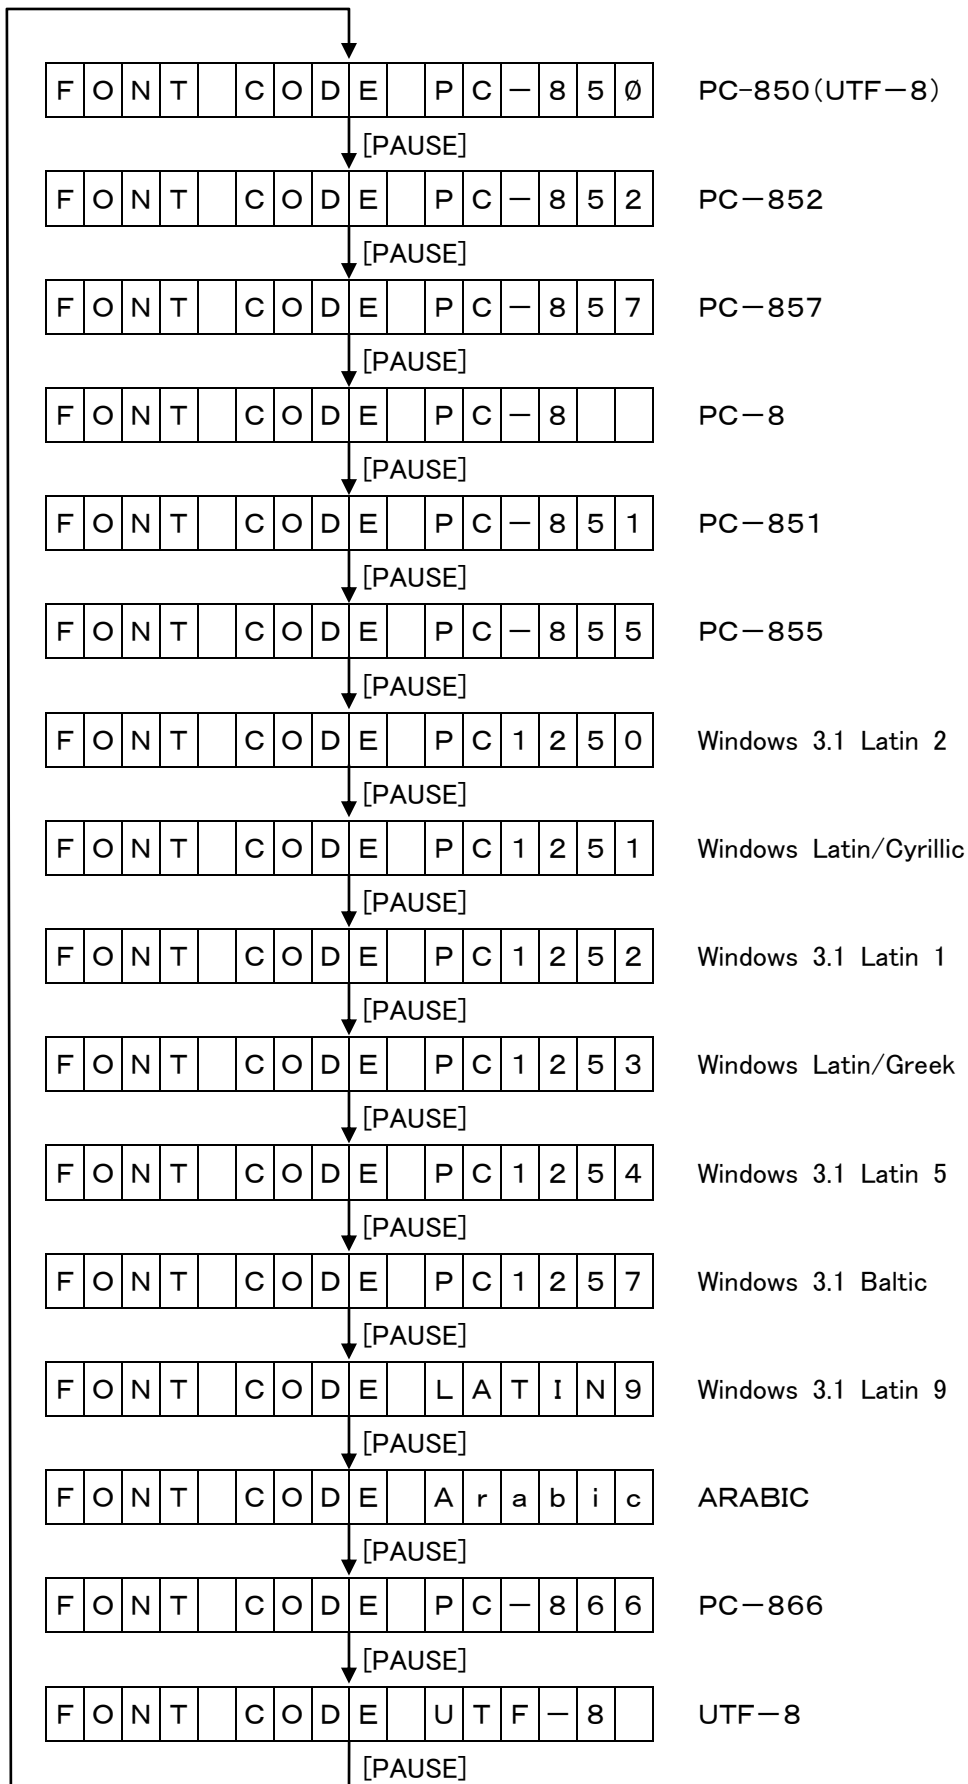 FONT CODE PC-85Ø PC-850(UTF-8)
[PAUSE]
FONT CODE PC-852 PC-852
[PAUSE]
FONT CODE PC-857 PC-857
[PAUSE]
FONT CODE PC-8 PC-8
[PAUSE]
FONT CODE PC-851 PC-851
[PAUSE]
FONT CODE PC-855 PC-855
[PAUSE]
FONT CODE PC1250 Windows 3.1 Latin 2
[PAUSE]
FONT CODE PC1251 Windows Latin/Cyrillic
[PAUSE]
FONT CODE PC1252 Windows 3.1 Latin 1
[PAUSE]
FONT CODE PC1253 Windows Latin/Greek
[PAUSE]
FONT CODE PC1254 Windows 3.1 Latin 5
[PAUSE]
FONT CODE PC1257 Windows 3.1 Baltic
[PAUSE]
FONT CODE LATIN9 Windows 3.1 Latin 9
[PAUSE]
FONT CODE Arabic ARABIC
[PAUSE]
FONT CODE PC-866 PC-866
[PAUSE]
FONT CODE UTF-8 UTF-8
[PAUSE]